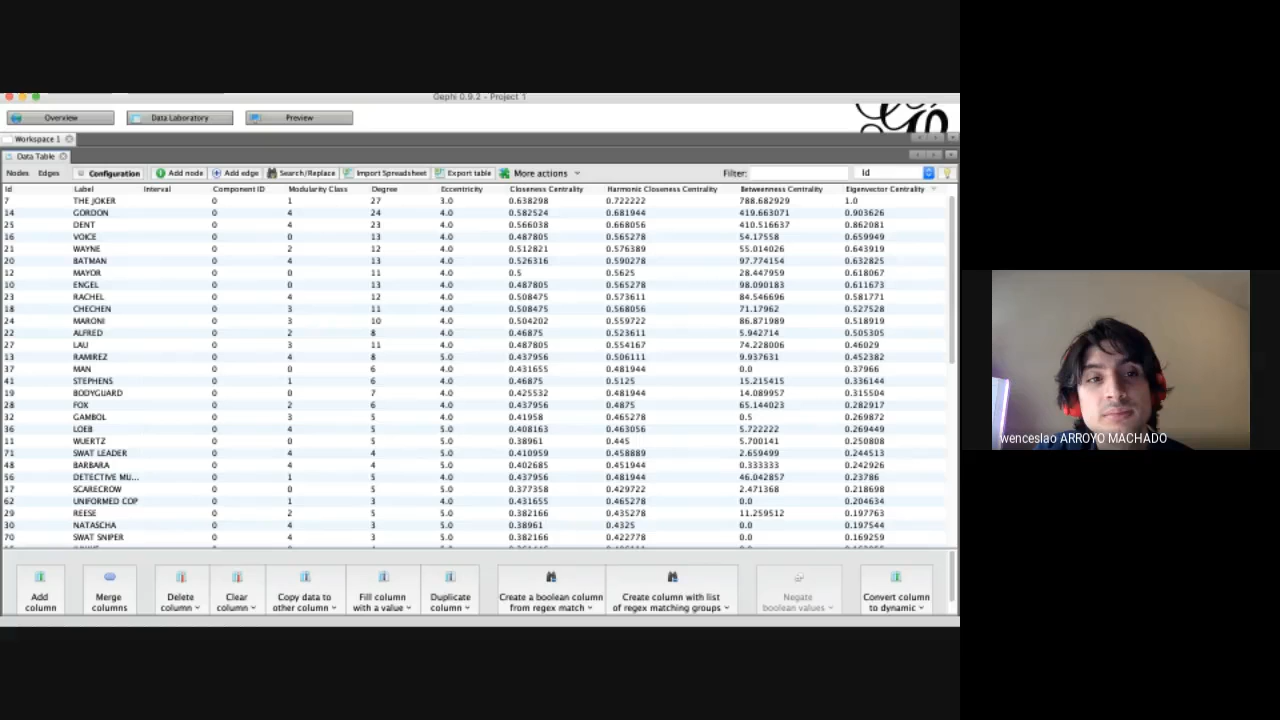 Gephi 0.9.2 - Project 1
Overview Data Laboratory Preview
Workspace 1
Data Table
Nodes Edges Configuration Add node Add edge Search/Replace Import Spreadsheet Export table More actions Filter: Id
Id Label Interval Component ID Modularity Class Degree Eccentricity Closeness Centrality Harmonic Closeness Centrality Betweenness Centrality Eigenvector Centrality
7 THE JOKER 0 1 27 3.0 0.638298 0.722222 788.682929 1.0
14 GORDON 0 4 24 4.0 0.582524 0.681944 419.663071 0.903626
25 DENT 0 4 23 4.0 0.566038 0.668056 410.516637 0.862081
16 VOICE 0 0 13 4.0 0.487805 0.565278 54.17558 0.659949
21 WAYNE 0 2 12 4.0 0.512821 0.576389 55.014026 0.643919
20 BATMAN 0 4 13 4.0 0.526316 0.590278 97.774154 0.632825
12 MAYOR 0 0 11 4.0 0.5 0.5625 28.447959 0.618067
10 ENGEL 0 0 13 4.0 0.487805 0.565278 98.090183 0.611673
23 RACHEL 0 4 12 4.0 0.508475 0.573611 84.546696 0.581771
18 CHECHEN 0 3 11 4.0 0.508475 0.568056 71.17962 0.527528
24 MARONI 0 3 10 4.0 0.504202 0.559722 86.871989 0.518919
22 ALFRED 0 2 8 4.0 0.46875 0.523611 5.942714 0.505305
27 LAU 0 3 11 4.0 0.487805 0.554167 74.228006 0.46029
13 RAMIREZ 0 4 8 5.0 0.437956 0.506111 9.937631 0.452382
37 MAN 0 0 6 4.0 0.431655 0.481944 0.0 0.37966
41 STEPHENS 0 1 6 4.0 0.46875 0.5125 15.215415 0.336144
19 BODYGUARD 0 0 7 4.0 0.425532 0.481944 14.089957 0.315504
28 FOX 0 2 6 4.0 0.437956 0.4875 65.144023 0.282917
32 GAMBOL 0 3 5 4.0 0.41958 0.465278 0.5 0.269872
36 LOEB 0 4 5 4.0 0.408163 0.463056 5.722222 0.269449
11 WUERTZ 0 0 5 5.0 0.38961 0.445 5.700141 0.250808
71 SWAT LEADER 0 4 4 5.0 0.410959 0.458889 2.659499 0.244513
48 BARBARA 0 4 4 5.0 0.402685 0.451944 0.333333 0.242926
56 DETECTIVE MU... 0 1 5 4.0 0.437956 0.481944 46.042857 0.23786
17 SCARECROW 0 0 5 5.0 0.377358 0.429722 2.471368 0.218698
62 UNIFORMED COP 0 1 3 4.0 0.431655 0.465278 0.0 0.204634
29 REESE 0 2 5 5.0 0.382166 0.435278 11.259512 0.197763
30 NATASCHA 0 4 3 5.0 0.38961 0.4325 0.0 0.197544
70 SWAT SNIPER 0 4 3 5.0 0.382166 0.422778 0.0 0.169259
Add column
Merge columns
Delete column
Clear column
Copy data to other column
Fill column with a value
Duplicate column
Create a boolean column from regex match
Create column with list of regex matching groups
Negate boolean values
Convert column to dynamic
wenceslao ARROYO MACHADO